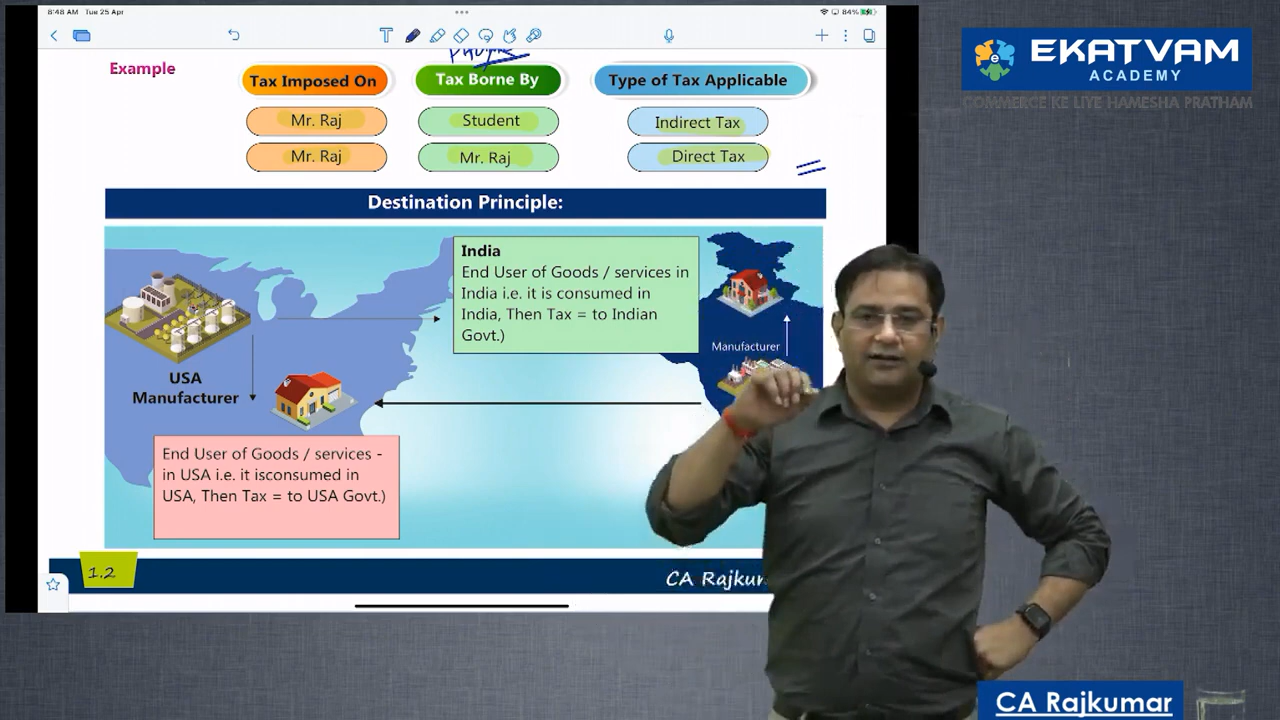 8:48 AM Tue 25 Apr
84%
EKATVAM
ACADEMY
COMMERCE KE LIYE HAMESHA PRATHAM
Example
Tax Imposed On
Tax Borne By
Type of Tax Applicable
Mr. Raj
Student
Indirect Tax
Mr. Raj
Mr. Raj
Direct Tax
Destination Principle:
India
End User of Goods / services in
India i.e. it is consumed in
India, Then Tax = to Indian
Govt.)
Manufacturer
USA
Manufacturer
End User of Goods / services -
in USA i.e. it isconsumed in
USA, Then Tax = to USA Govt.)
1.2
CA Rajkum
CA Rajkumar